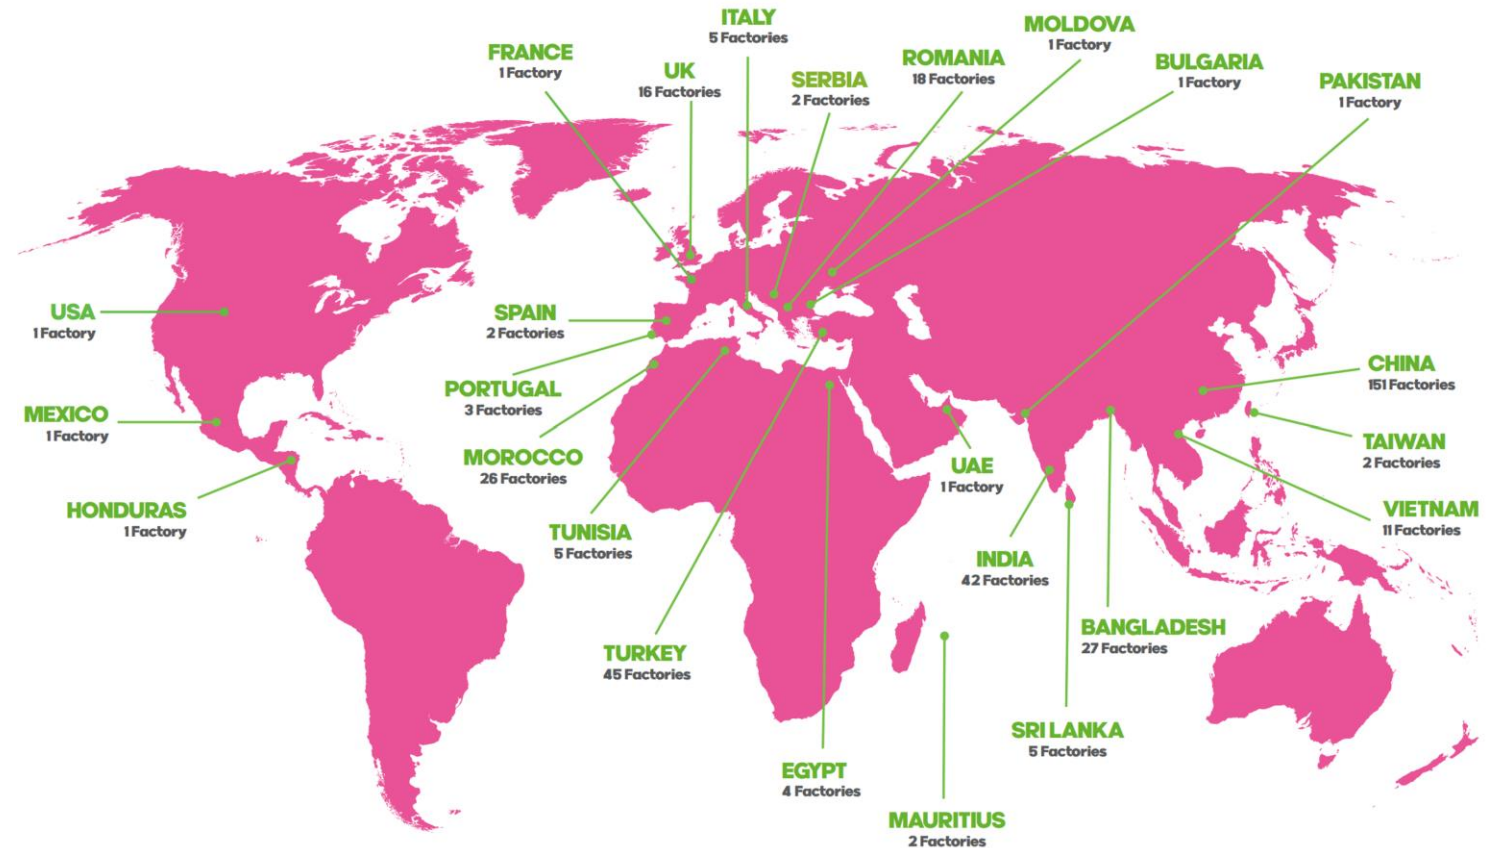 ITALY
5 Factories
MOLDOVA
1 Factory
FRANCE
1 Factory
ROMANIA
18 Factories
BULGARIA
1 Factory
UK
16 Factories
SERBIA
2 Factories
PAKISTAN
1 Factory
USA
1 Factory
SPAIN
2 Factories
CHINA
151 Factories
PORTUGAL
3 Factories
MEXICO
1 Factory
TAIWAN
2 Factories
MOROCCO
26 Factories
UAE
1 Factory
HONDURAS
1 Factory
VIETNAM
11 Factories
TUNISIA
5 Factories
INDIA
42 Factories
BANGLADESH
27 Factories
TURKEY
45 Factories
SRI LANKA
5 Factories
EGYPT
4 Factories
MAURITIUS
2 Factories